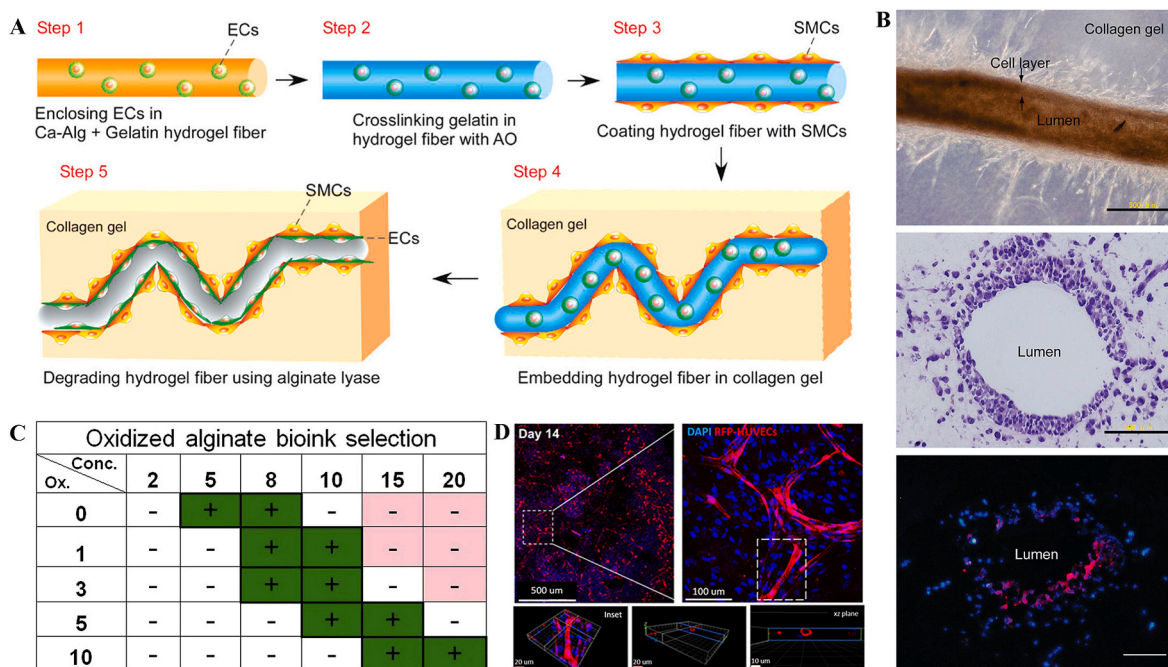 A
Step 1
ECs
Enclosing ECs in
Ca-Alg + Gelatin hydrogel fiber
Step 2
Crosslinking gelatin in
hydrogel fiber with AO
Step 3
SMCs
Coating hydrogel fiber with SMCs
Step 5
SMCs
Collagen gel
ECs
Degrading hydrogel fiber using alginate lyase
Step 4
Collagen gel
Embedding hydrogel fiber in collagen gel
B
Collagen gel
Cell layer
Lumen
Lumen
Lumen
C
Oxidized alginate bioink selection
Conc.
Ox.
2 5 8 10 15 20
0 - + + - - -
1 - - + + - -
3 - - + + - -
5 - - - + + -
10 - - - - + +
D
Day 14
500 um
DAPI RFP-HUVECs
100 um
Inset
20 um
20 um
xz plane
10 um